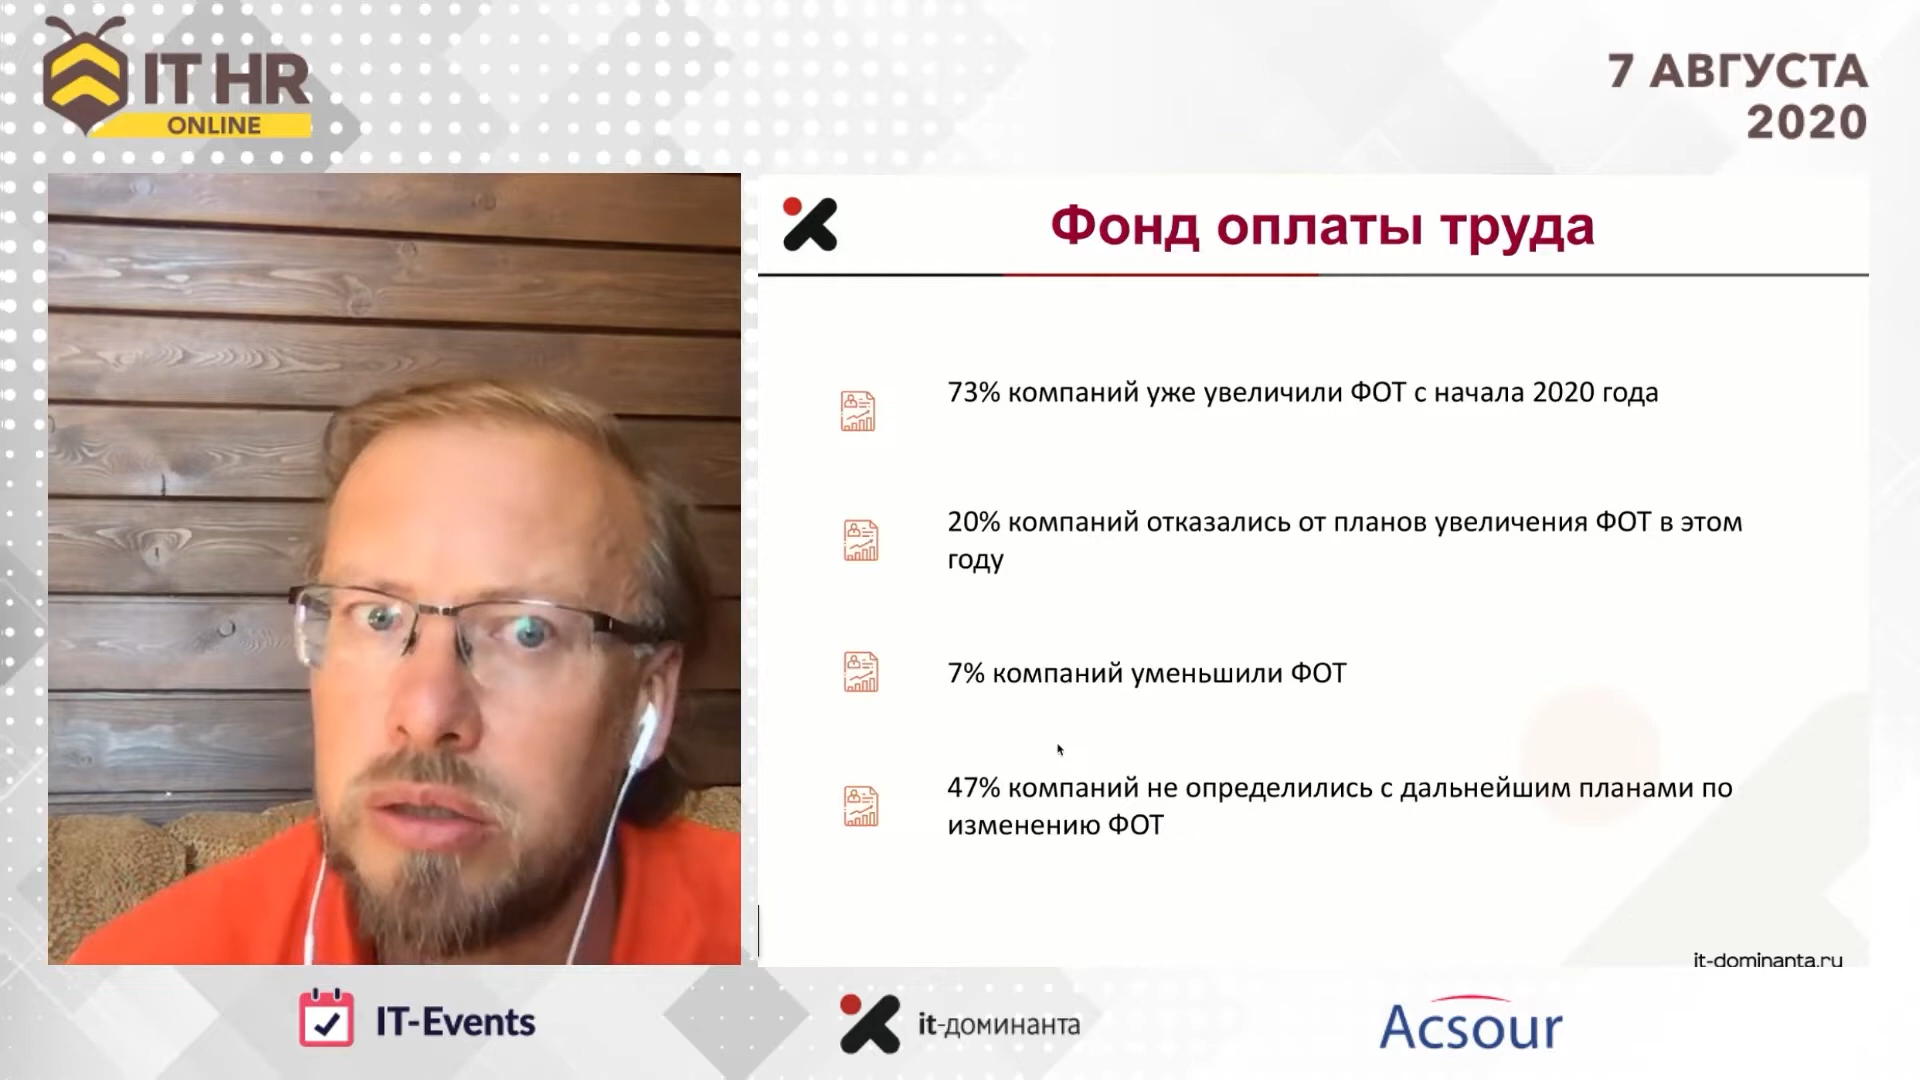 IT HR
ONLINE
7 АВГУСТА
2020
Фонд оплаты труда
73% компаний уже увеличили ФОТ с начала 2020 года
20% компаний отказались от планов увеличения ФОТ в этом
году
7% компаний уменьшили ФОТ
47% компаний не определились с дальнейшим планами по
изменению ФОТ
it-dominanta.ru
IT-Events
it-доминанта
Acsour